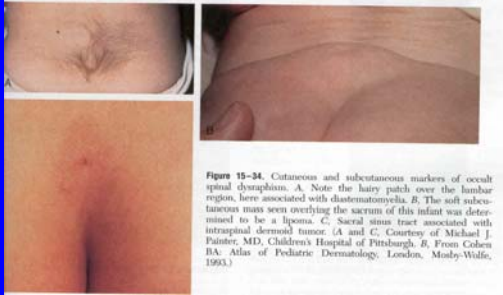 A
B
Figure 15-34. Cutaneous and subcutaneous markers of occult
spinal dysraphism. A, Note the hairy patch over the lumbar
region, here associated with diastematomyelia. B, The soft subcu-
taneous mass seen overlying the sacrum of this infant was deter-
mined to be a lipoma. C, Sacral sinus tract associated with
intraspinal dermoid tumor. (A and C, Courtesy of Michael J.
Painter, MD, Children's Hospital of Pittsburgh. B, From Cohen
BA: Atlas of Pediatric Dermatology, London, Mosby-Wolfe,
1993.)